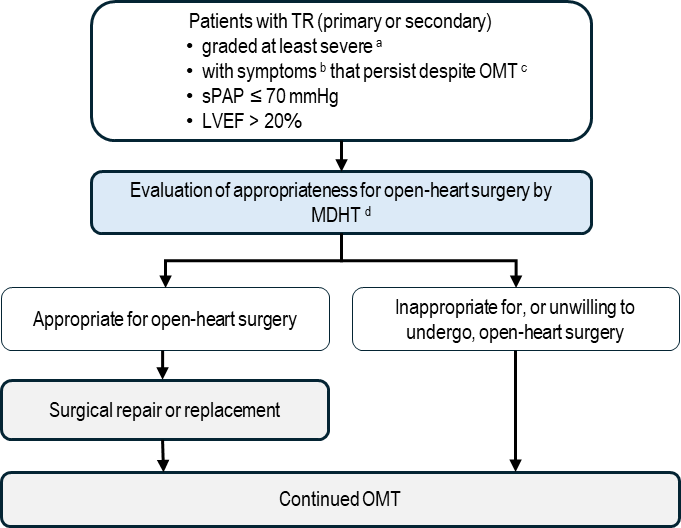 Patients with TR (primary or secondary)
• graded at least severe a
• with symptoms b that persist despite OMT c
• sPAP ≤ 70 mmHg
• LVEF > 20%
Evaluation of appropriateness for open-heart surgery by
MDHT d
Appropriate for open-heart surgery
Inappropriate for, or unwilling to
undergo, open-heart surgery
Surgical repair or replacement
Continued OMT